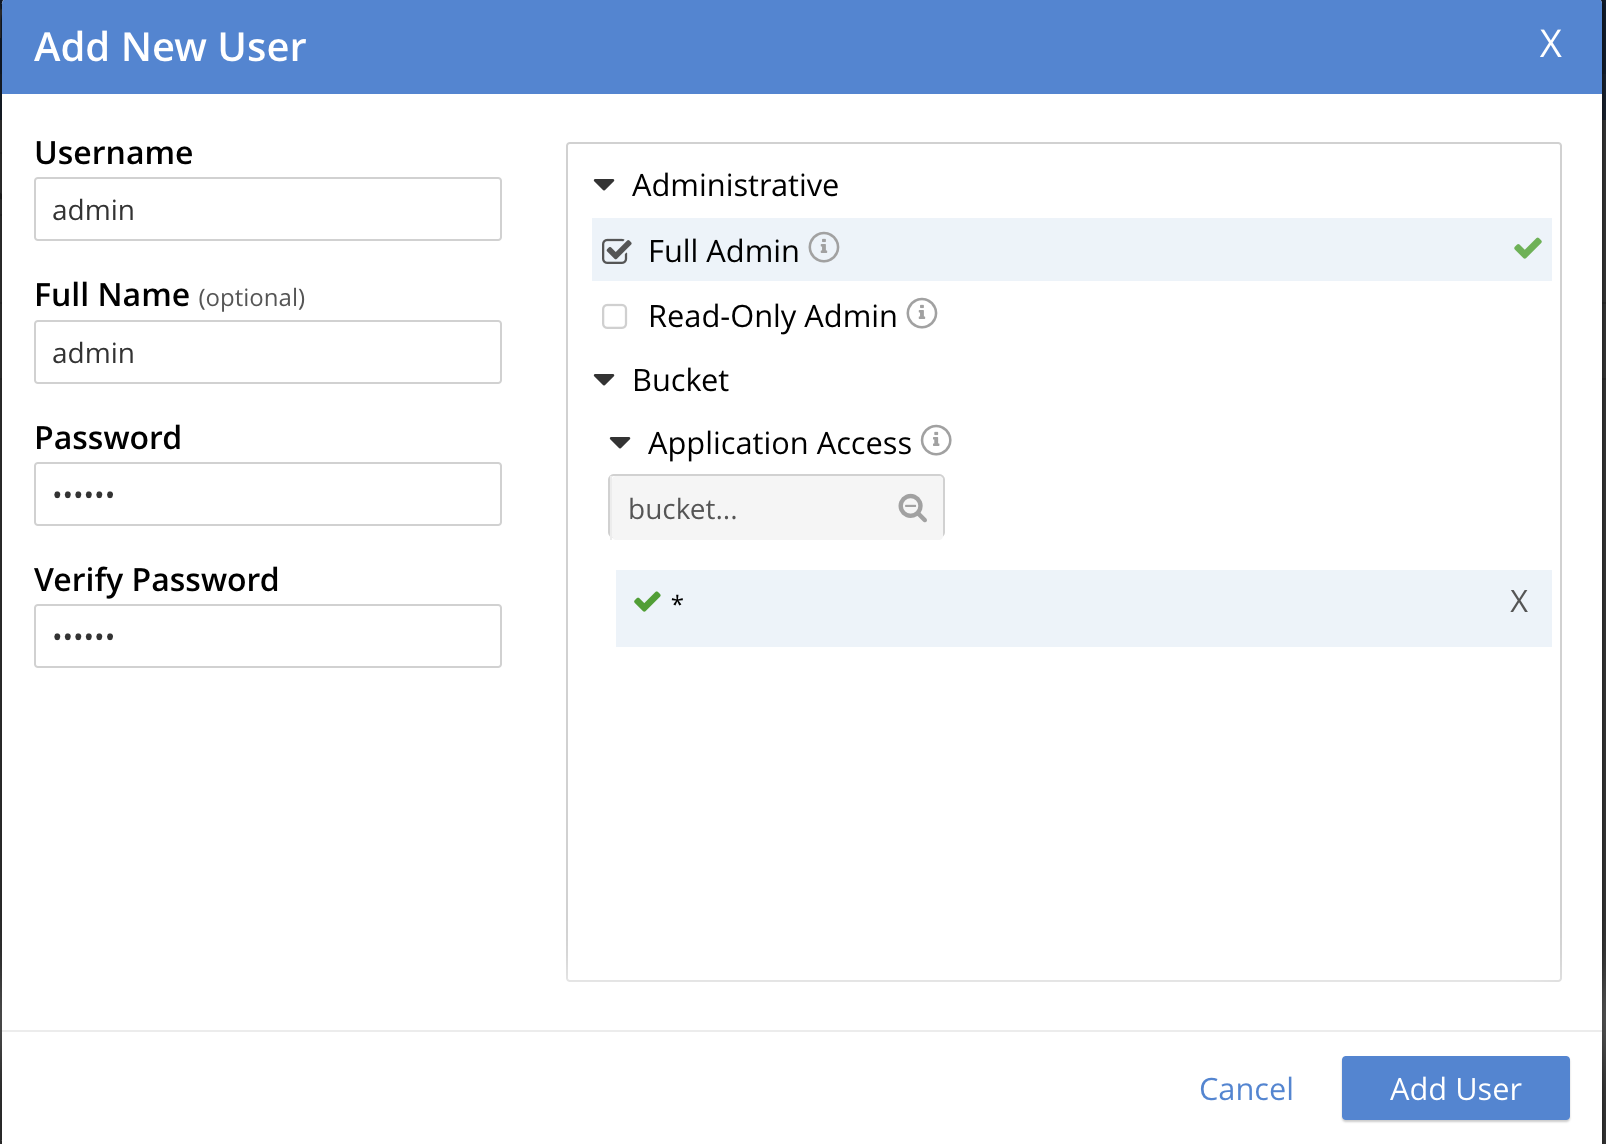 Add New User
X
Username
admin
Full Name (optional)
admin
Password
••••••
Verify Password
••••••
Administrative
Full Admin
Read-Only Admin
Bucket
Application Access
bucket...
* X
Cancel
Add User